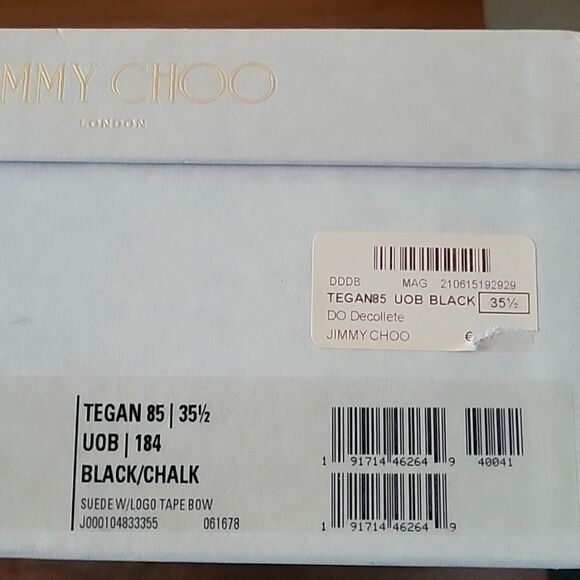 MMY CHOO
LONDON
DDDB MAG 210615192929
TEGAN85 UOB BLACK 35½
DO Decoliete
JIMMY CHOO €
TEGAN 85 | 35½
UOB | 184
BLACK/CHALK
SUEDE W/LOGO TAPE BOW
J000104833355 061678
1 91714 46264 9
40041
1 91714 46264 9